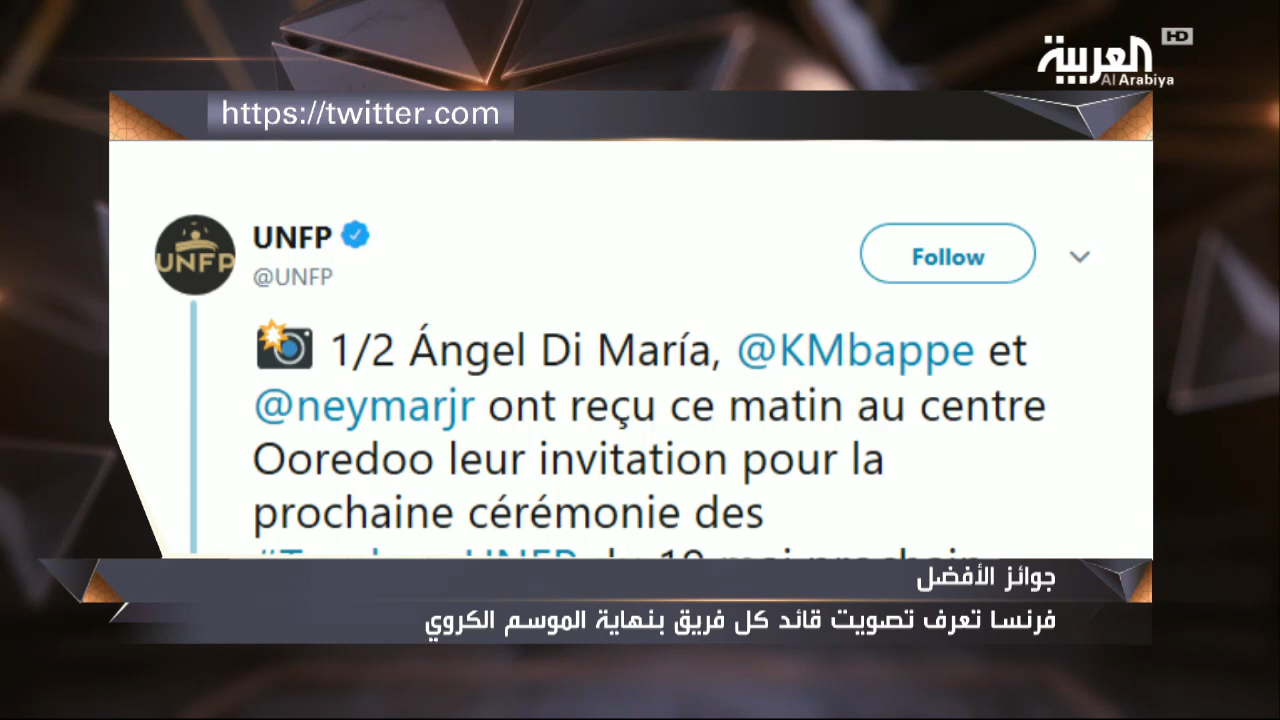 العربية
HD
Al Arabiya
https://twitter.com
UNFP
UNFP
@UNFP
Follow
1/2 Ángel Di María, @KMbappe et
@neymarjr ont reçu ce matin au centre
Ooredoo leur invitation pour la
prochaine cérémonie des
جوائز الأفضل
فرنسا تعرف تصويت قائد كل فريق بنهاية الموسم الكروي